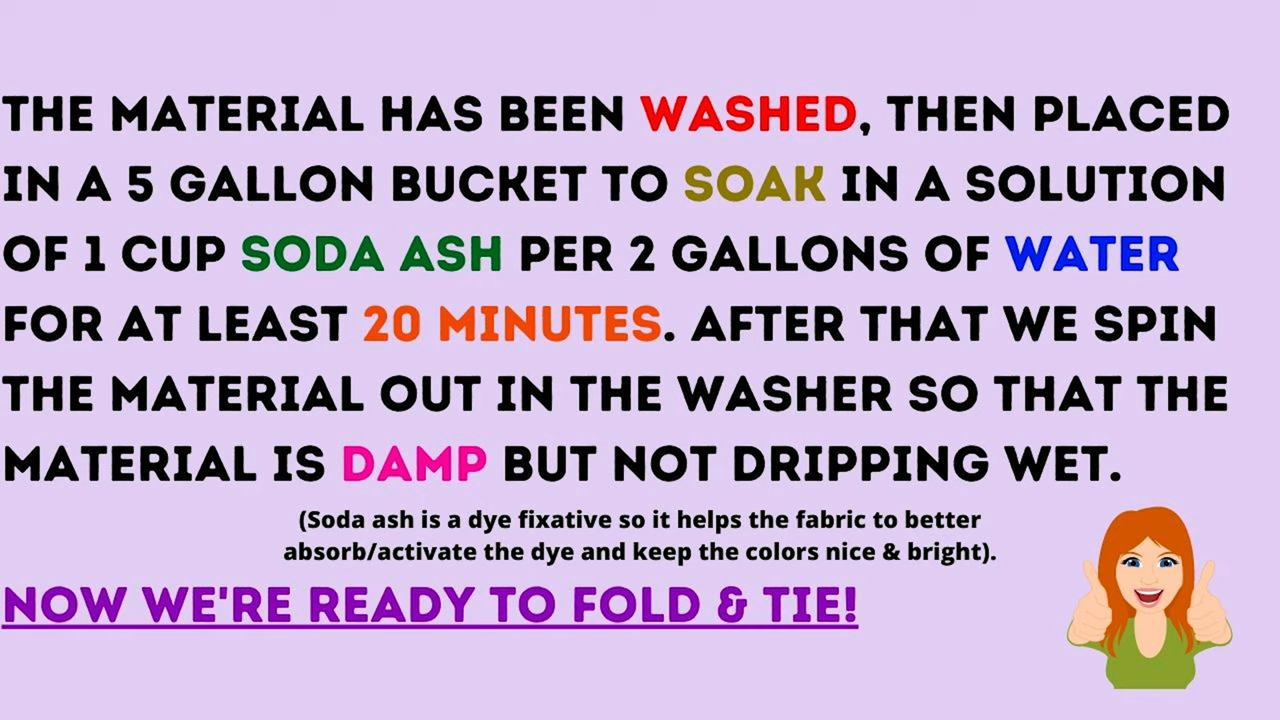 THE MATERIAL HAS BEEN WASHED, THEN PLACED
IN A 5 GALLON BUCKET TO SOAK IN A SOLUTION
OF 1 CUP SODA ASH PER 2 GALLONS OF WATER
FOR AT LEAST 20 MINUTES. AFTER THAT WE SPIN
THE MATERIAL OUT IN THE WASHER SO THAT THE
MATERIAL IS DAMP BUT NOT DRIPPING WET.
(Soda ash is a dye fixative so it helps the fabric to better
absorb/activate the dye and keep the colors nice & bright).
NOW WE'RE READY TO FOLD & TIE!